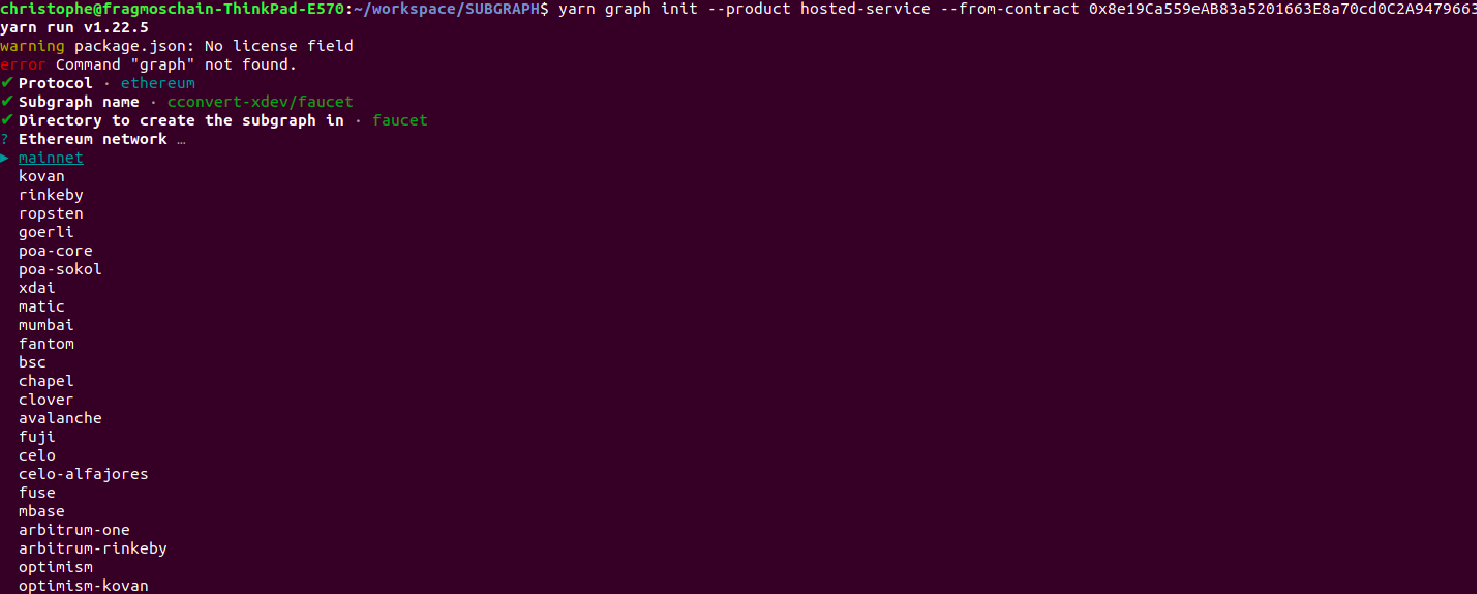 christophe@fragmoschain-ThinkPad-E570:~/workspace/SUBGRAPH$ yarn graph init --product hosted-service --from-contract 0x8e19Ca559eAB83a5201663E8a70cd0C2A9479663
yarn run v1.22.5
warning package.json: No license field
error Command "graph" not found.
✔ Protocol · ethereum
✔ Subgraph name · cconvert-xdev/faucet
✔ Directory to create the subgraph in · faucet
? Ethereum network …
▸ mainnet
kovan
rinkeby
ropsten
goerli
poa-core
poa-sokol
xdai
matic
mumbai
fantom
bsc
chapel
clover
avalanche
fuji
celo
celo-alfajores
fuse
mbase
arbitrum-one
arbitrum-rinkeby
optimism
optimism-kovan